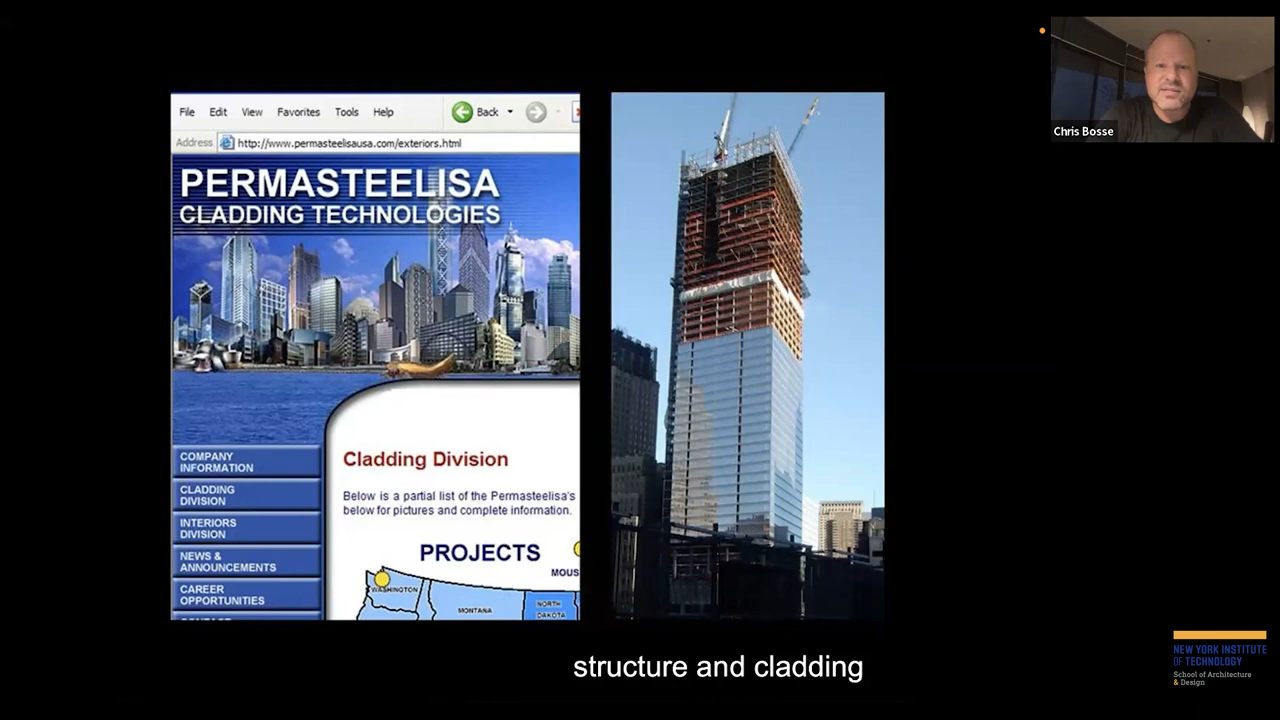 File Edit View Favorites Tools Help Back
Address http://www.permasteelisausa.com/exteriors.html
PERMASTEELISA
CLADDING TECHNOLOGIES
COMPANY
INFORMATION
CLADDING
DIVISION
INTERIORS
DIVISION
NEWS &
ANNOUNCEMENTS
CAREER
OPPORTUNITIES
Cladding Division
Below is a partial list of the Permasteelisa's
below for pictures and complete information.
PROJECTS
MOUS
WASHINGTON
MONTANA
NORTH
DAKOTA
structure and cladding
Chris Bosse
NEW YORK INSTITUTE
OF TECHNOLOGY
School of Architecture
& Design